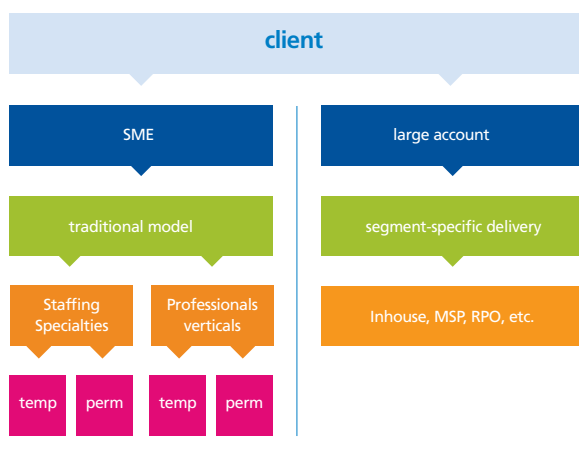 client
SME
large account
traditional model
segment-specific delivery
Staffing
Specialties
Professionals
verticals
Inhouse, MSP, RPO, etc.
temp
perm
temp
perm